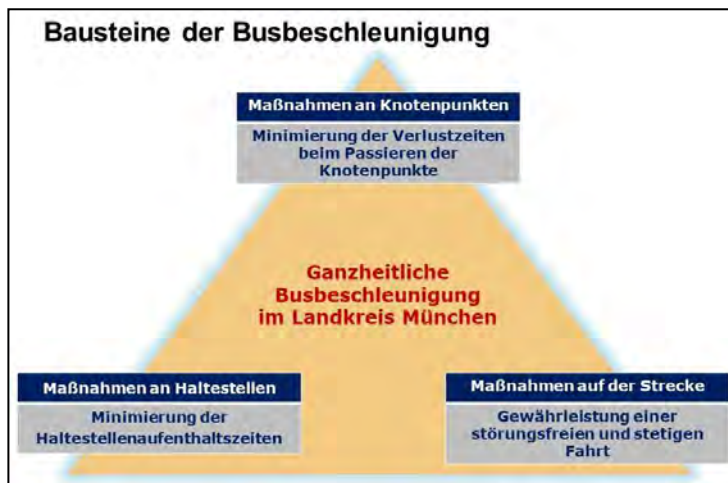 Bausteine der Busbeschleunigung
Maßnahmen an Knotenpunkten
Minimierung der Verlustzeiten
beim Passieren der
Knotenpunkte
Ganzheitliche
Busbeschleunigung
im Landkreis München
Maßnahmen an Haltestellen
Minimierung der
Haltestellenaufenthaltszeiten
Maßnahmen auf der Strecke
Gewährleistung einer
störungsfreien und stetigen
Fahrt